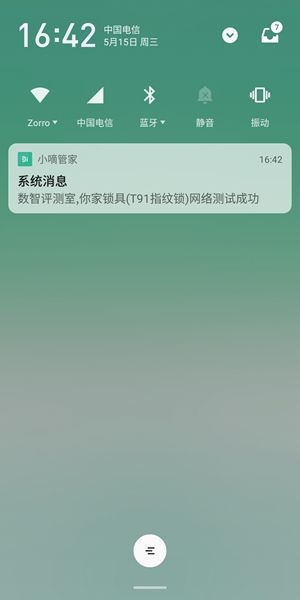 16:42
中国电信
5月15日 周三
7
Zorro
中国电信
蓝牙
静音
振动
小嘀管家
16:42
系统消息
数智评测室,你家锁具(T91指纹锁)网络测试成功